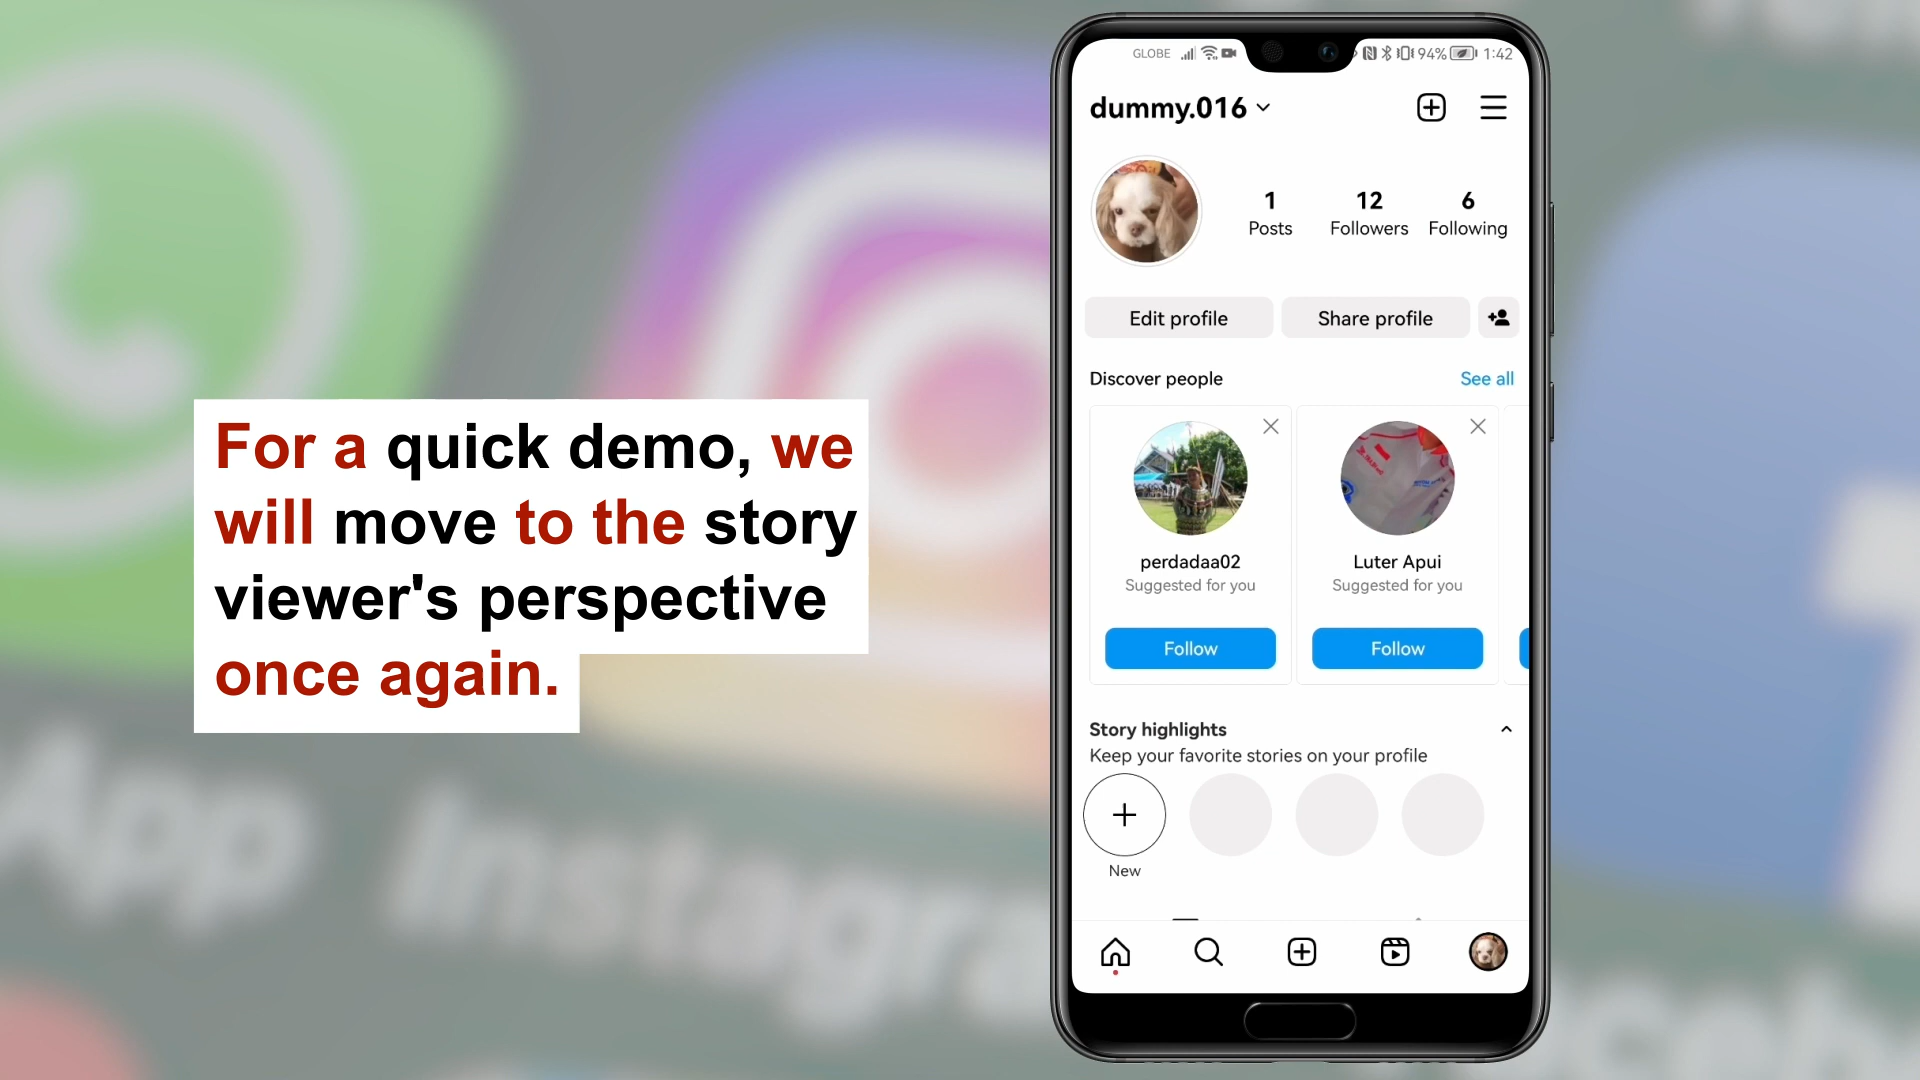 For a quick demo, we
will move to the story
viewer's perspective
once again.
GLOBE
94%
1:42
dummy.016
1
Posts
12
Followers
6
Following
Edit profile
Share profile
Discover people
See all
perdadaa02
Suggested for you
Follow
Luter Apui
Suggested for you
Follow
Story highlights
Keep your favorite stories on your profile
New
App
Instagra